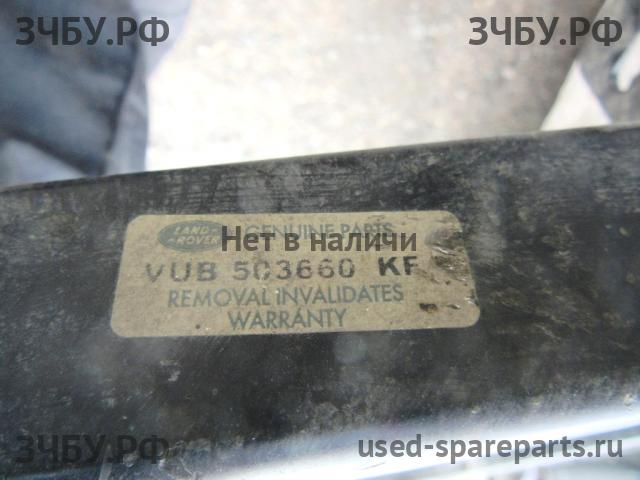 ЗЧБУ.РФ ЗЧБУ.РФ
LAND ROVER GENUINE PARTS
Нет в наличи
VUB 503660 KF
REMOVAL INVALIDATES
WARRANTY
ЗЧБУ.РФ used-spareparts.ru